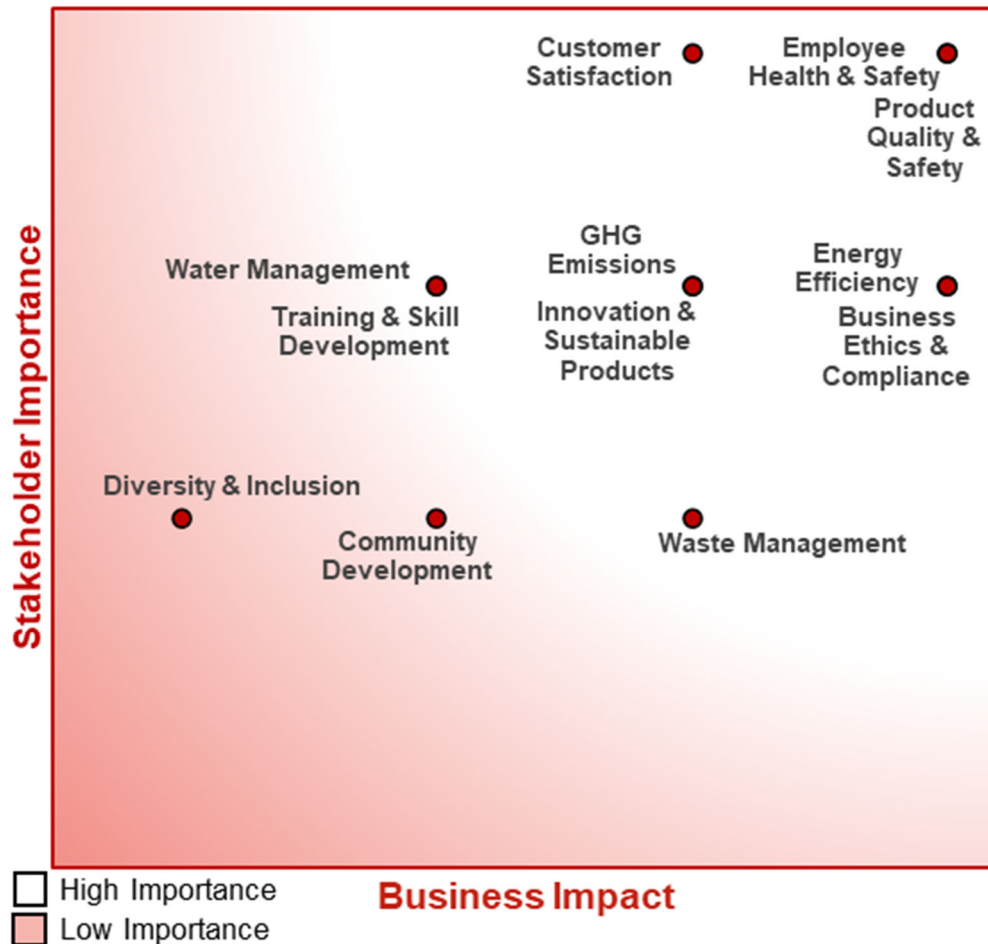 Customer
Satisfaction
Employee
Health & Safety
Product
Quality &
Safety
Water Management
Training & Skill
Development
GHG
Emissions
Innovation &
Sustainable
Products
Energy
Efficiency
Business
Ethics &
Compliance
Diversity & Inclusion
Community
Development
Waste Management
Stakeholder Importance
Business Impact
High Importance
Low Importance